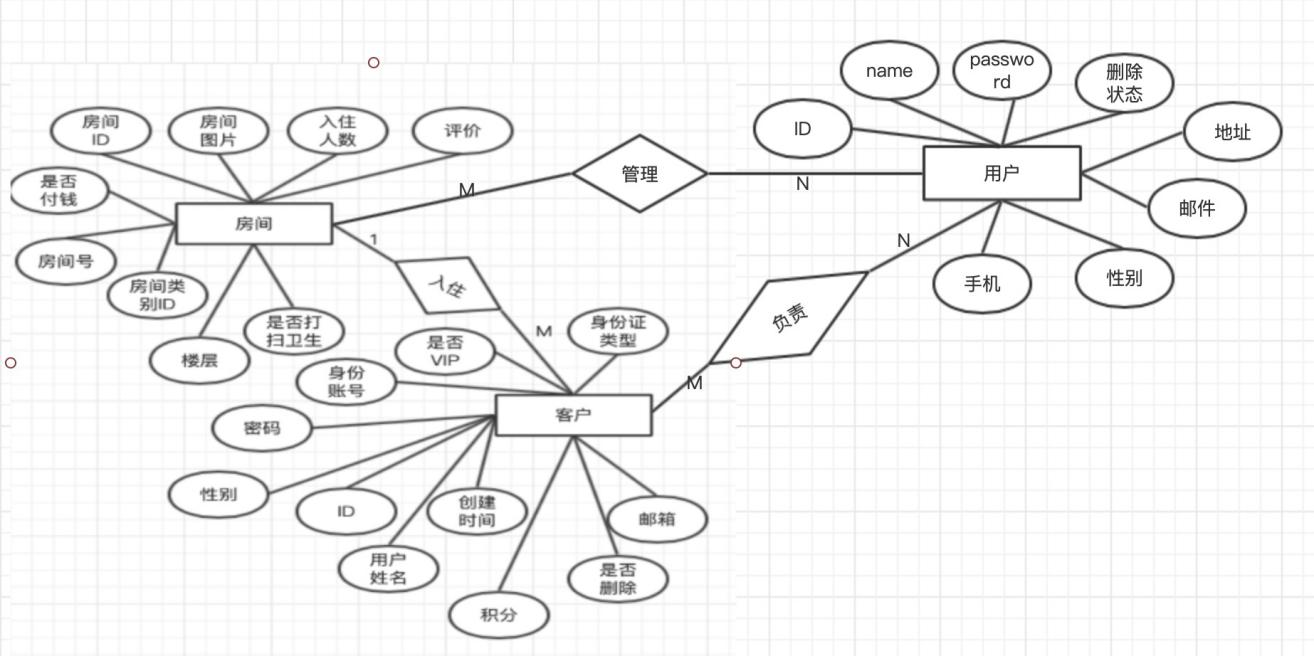 name
passwo
rd
删除
状态
ID
地址
房间
ID
房间
图片
入住
人数
评价
管理
用户
N
M
是否
付钱
邮件
房间
1
N
房间号
房间类
别ID
入住
手机
性别
是否打
扫卫生
负责
M
身份证
类型
楼层
是否
VIP
身份
账号
M
客户
密码
性别
ID
创建
时间
邮箱
用户
姓名
是否
删除
积分